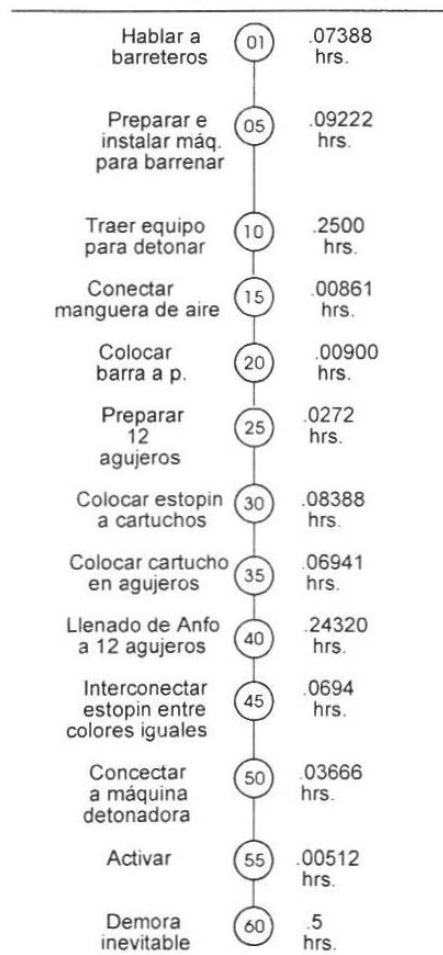 Hablar a
barreteros
01
.07388
hrs.
Preparar e
instalar máq.
para barrenar
05
.09222
hrs.
Traer equipo
para detonar
10
.2500
hrs.
Conectar
manguera de aire
15
.00861
hrs.
Colocar
barra a p.
20
.00900
hrs.
Preparar
12
agujeros
25
.0272
hrs.
Colocar estopin
a cartuchos
30
.08388
hrs.
Colocar cartucho
en agujeros
35
.06941
hrs.
Llenado de Anfo
a 12 agujeros
40
.24320
hrs.
Interconectar
estopin entre
colores iguales
45
.0694
hrs.
Concectar
a máquina
detonadora
50
.03666
hrs.
Activar
55
.00512
hrs.
Demora
inevitable
60
.5
hrs.